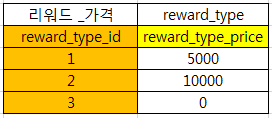 리워드 _가격 reward_type
reward_type_id reward_type_price
1 5000
2 10000
3 0